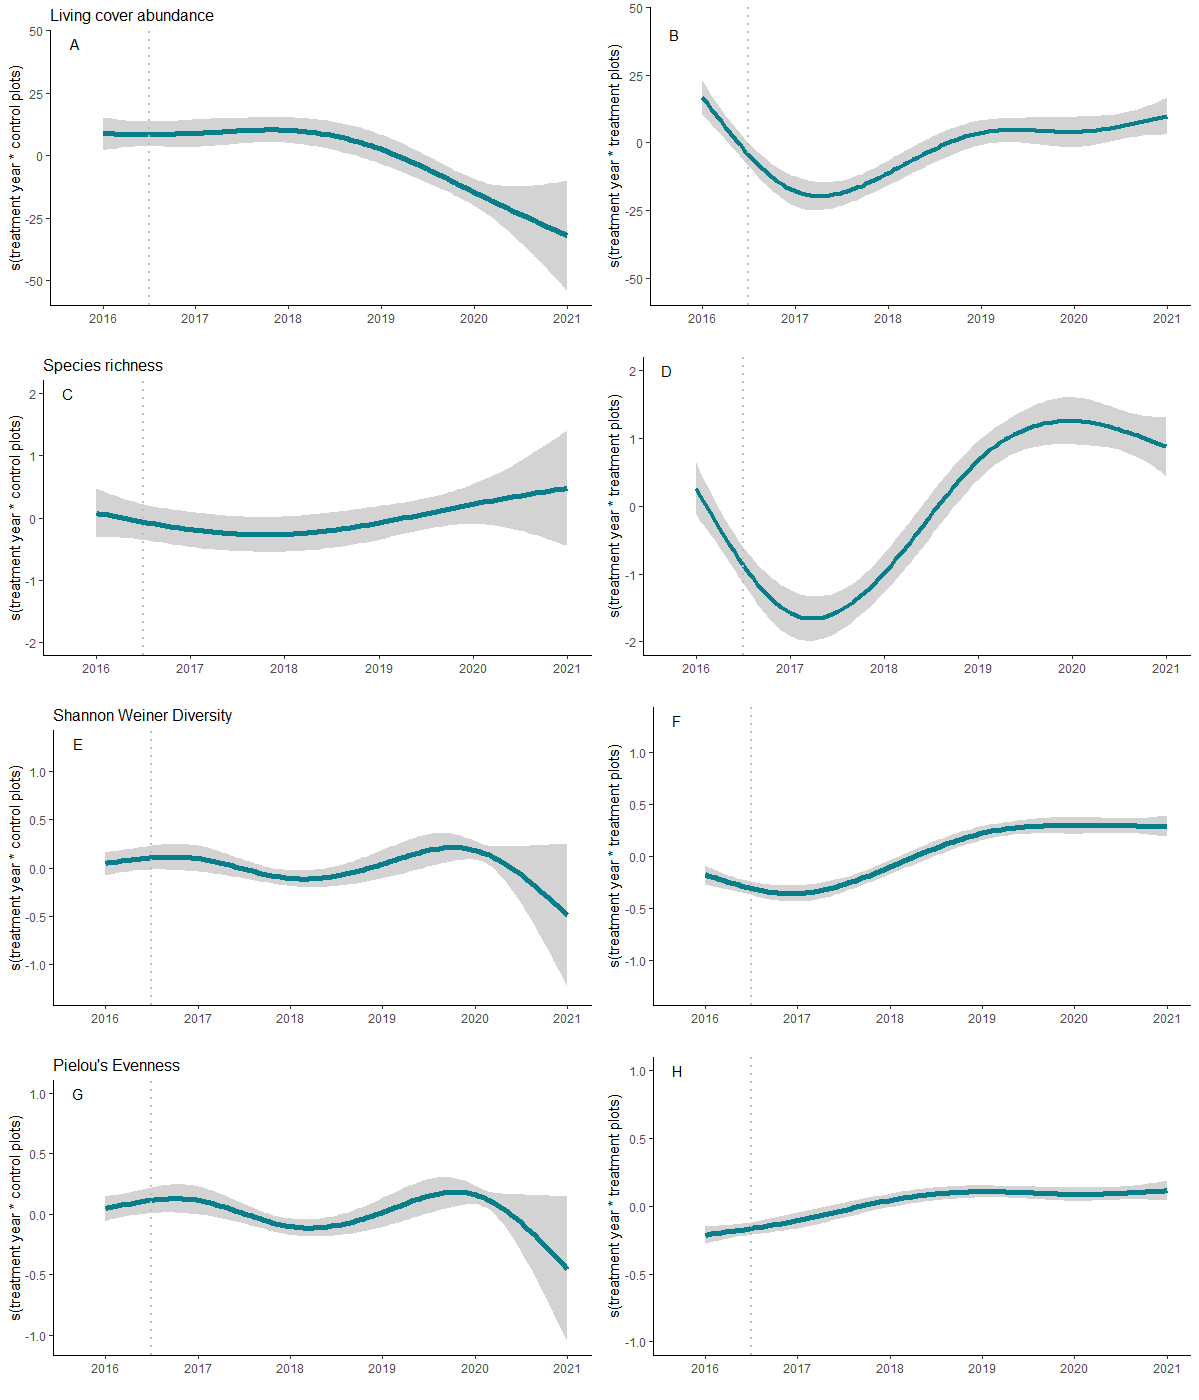 Living cover abundance
A
s(treatment year * control plots)
50
25
0
-25
-50
2016 2017 2018 2019 2020 2021
B
s(treatment year * treatment plots)
50
25
0
-25
-50
2016 2017 2018 2019 2020 2021
Species richness
C
s(treatment year * control plots)
2
1
0
-1
-2
2016 2017 2018 2019 2020 2021
D
s(treatment year * treatment plots)
2
1
0
-1
-2
2016 2017 2018 2019 2020 2021
Shannon Weiner Diversity
E
s(treatment year * control plots)
1.0
0.5
0.0
-0.5
-1.0
2016 2017 2018 2019 2020 2021
F
s(treatment year * treatment plots)
1.0
0.5
0.0
-0.5
-1.0
2016 2017 2018 2019 2020 2021
Pielou's Evenness
G
s(treatment year * control plots)
1.0
0.5
0.0
-0.5
-1.0
2016 2017 2018 2019 2020 2021
H
s(treatment year * treatment plots)
1.0
0.5
0.0
-0.5
-1.0
2016 2017 2018 2019 2020 2021